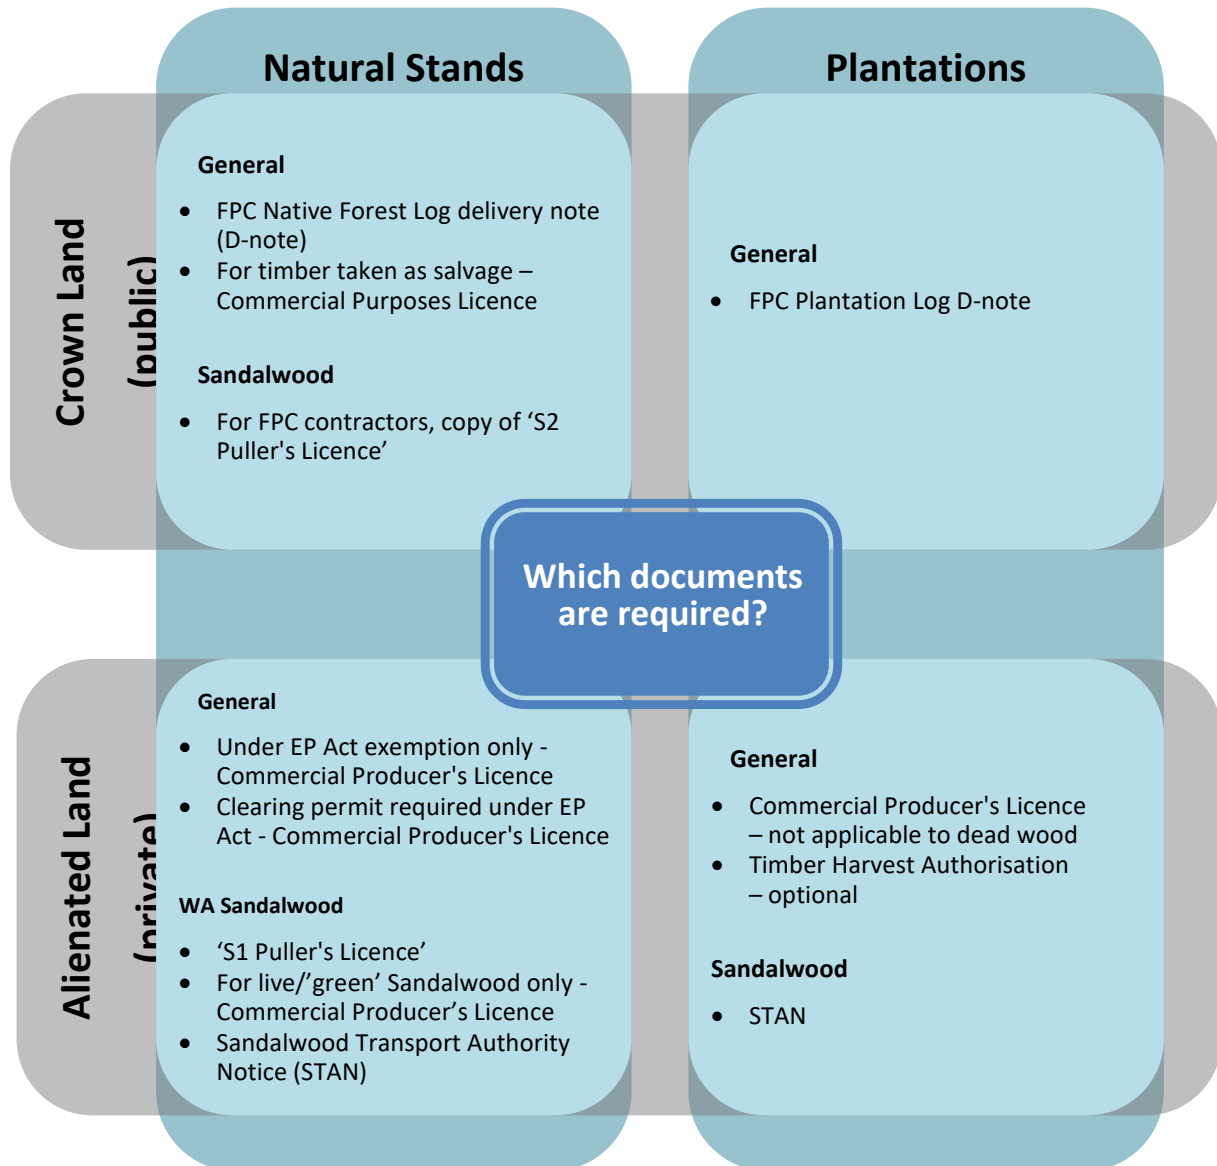 Natural Stands
Plantations
Crown Land
(public)
General
• FPC Native Forest Log delivery note
(D-note)
• For timber taken as salvage –
Commercial Purposes Licence
Sandalwood
• For FPC contractors, copy of ‘S2
Puller's Licence’
General
• FPC Plantation Log D-note
Which documents
are required?
Alienated Land
(private)
General
• Under EP Act exemption only -
Commercial Producer's Licence
• Clearing permit required under EP
Act - Commercial Producer's Licence
WA Sandalwood
• ‘S1 Puller's Licence’
• For live/’green’ Sandalwood only -
Commercial Producer’s Licence
• Sandalwood Transport Authority
Notice (STAN)
General
• Commercial Producer's Licence
– not applicable to dead wood
• Timber Harvest Authorisation
– optional
Sandalwood
• STAN